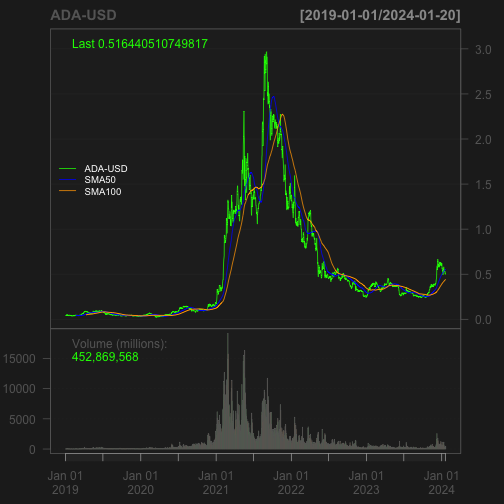 ADA-USD [2019-01-01/2024-01-20]
Last 0.516440510749817
3.0
2.5
2.0
1.5
1.0
0.5
0.0
ADA-USD
SMA50
SMA100
Volume (millions):
452,869,568
15000
10000
5000
0
Jan 01 Jan 01 Jan 01 Jan 01 Jan 01 Jan 01
2019 2020 2021 2022 2023 2024